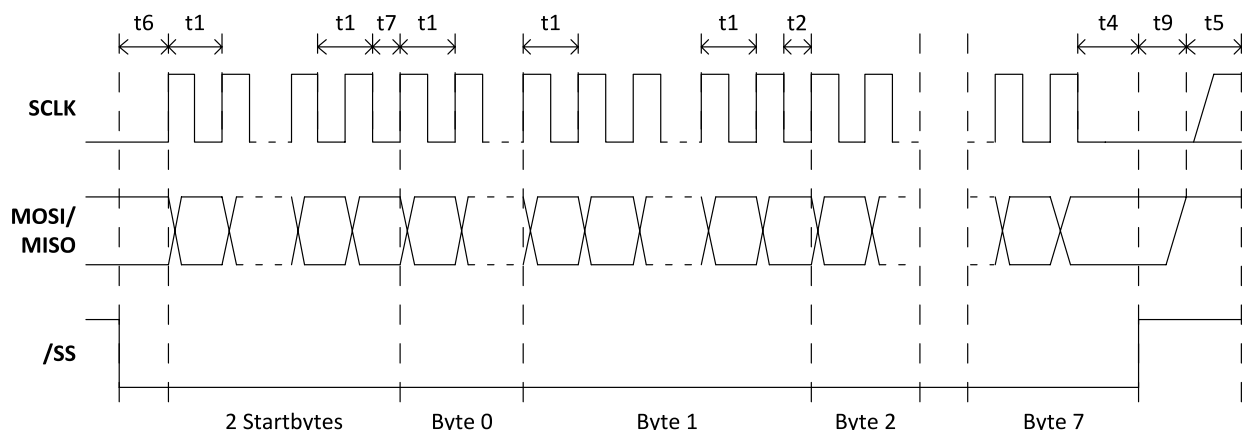 t6 t1 t1 t7 t1 t1 t1 t2 t4 t9 t5
SCLK
MOSI/
MISO
/SS
2 Startbytes Byte 0 Byte 1 Byte 2 Byte 7